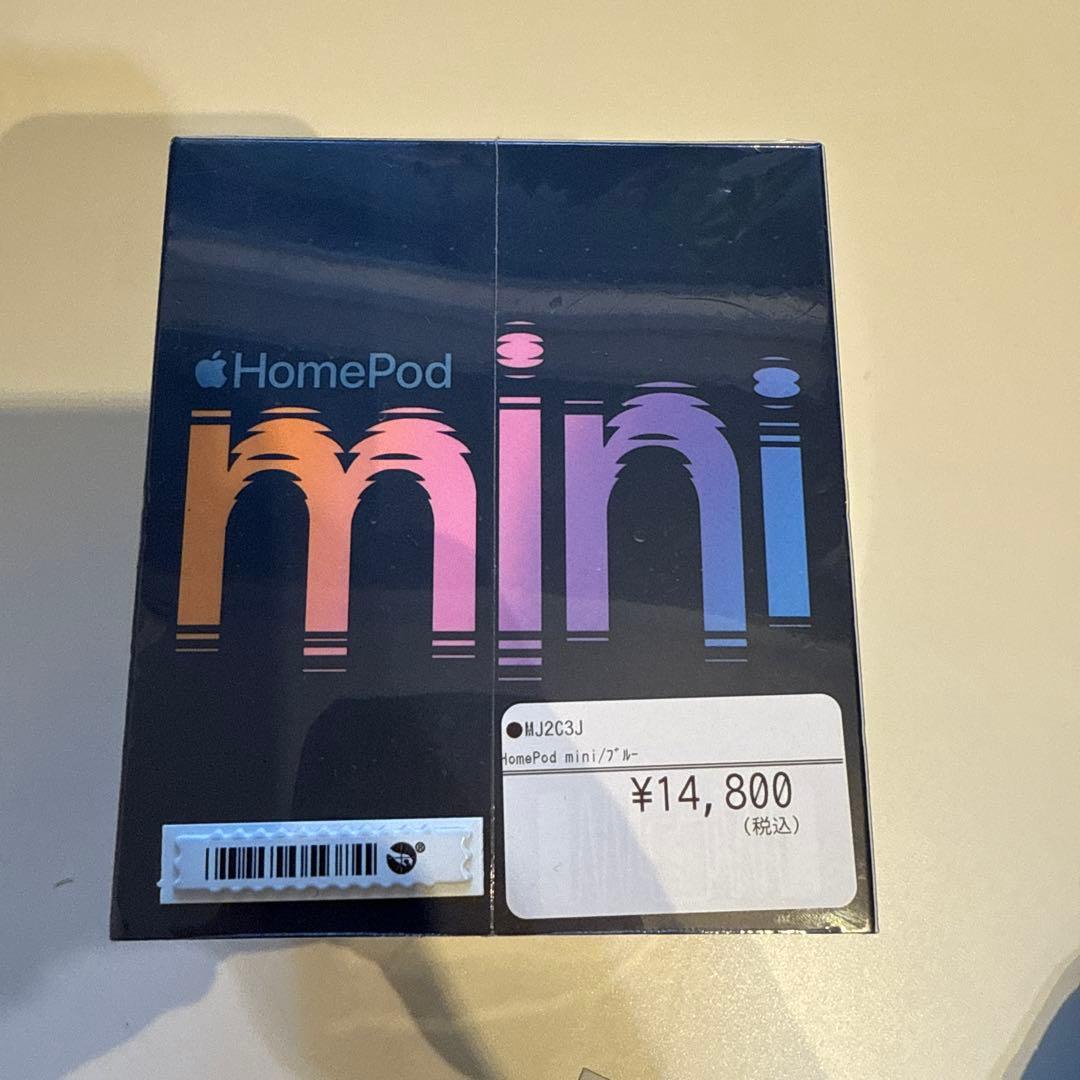 HomePod
mini
●MJ2C3J
HomePod mini/ブルー
¥14,800
(税込)
®